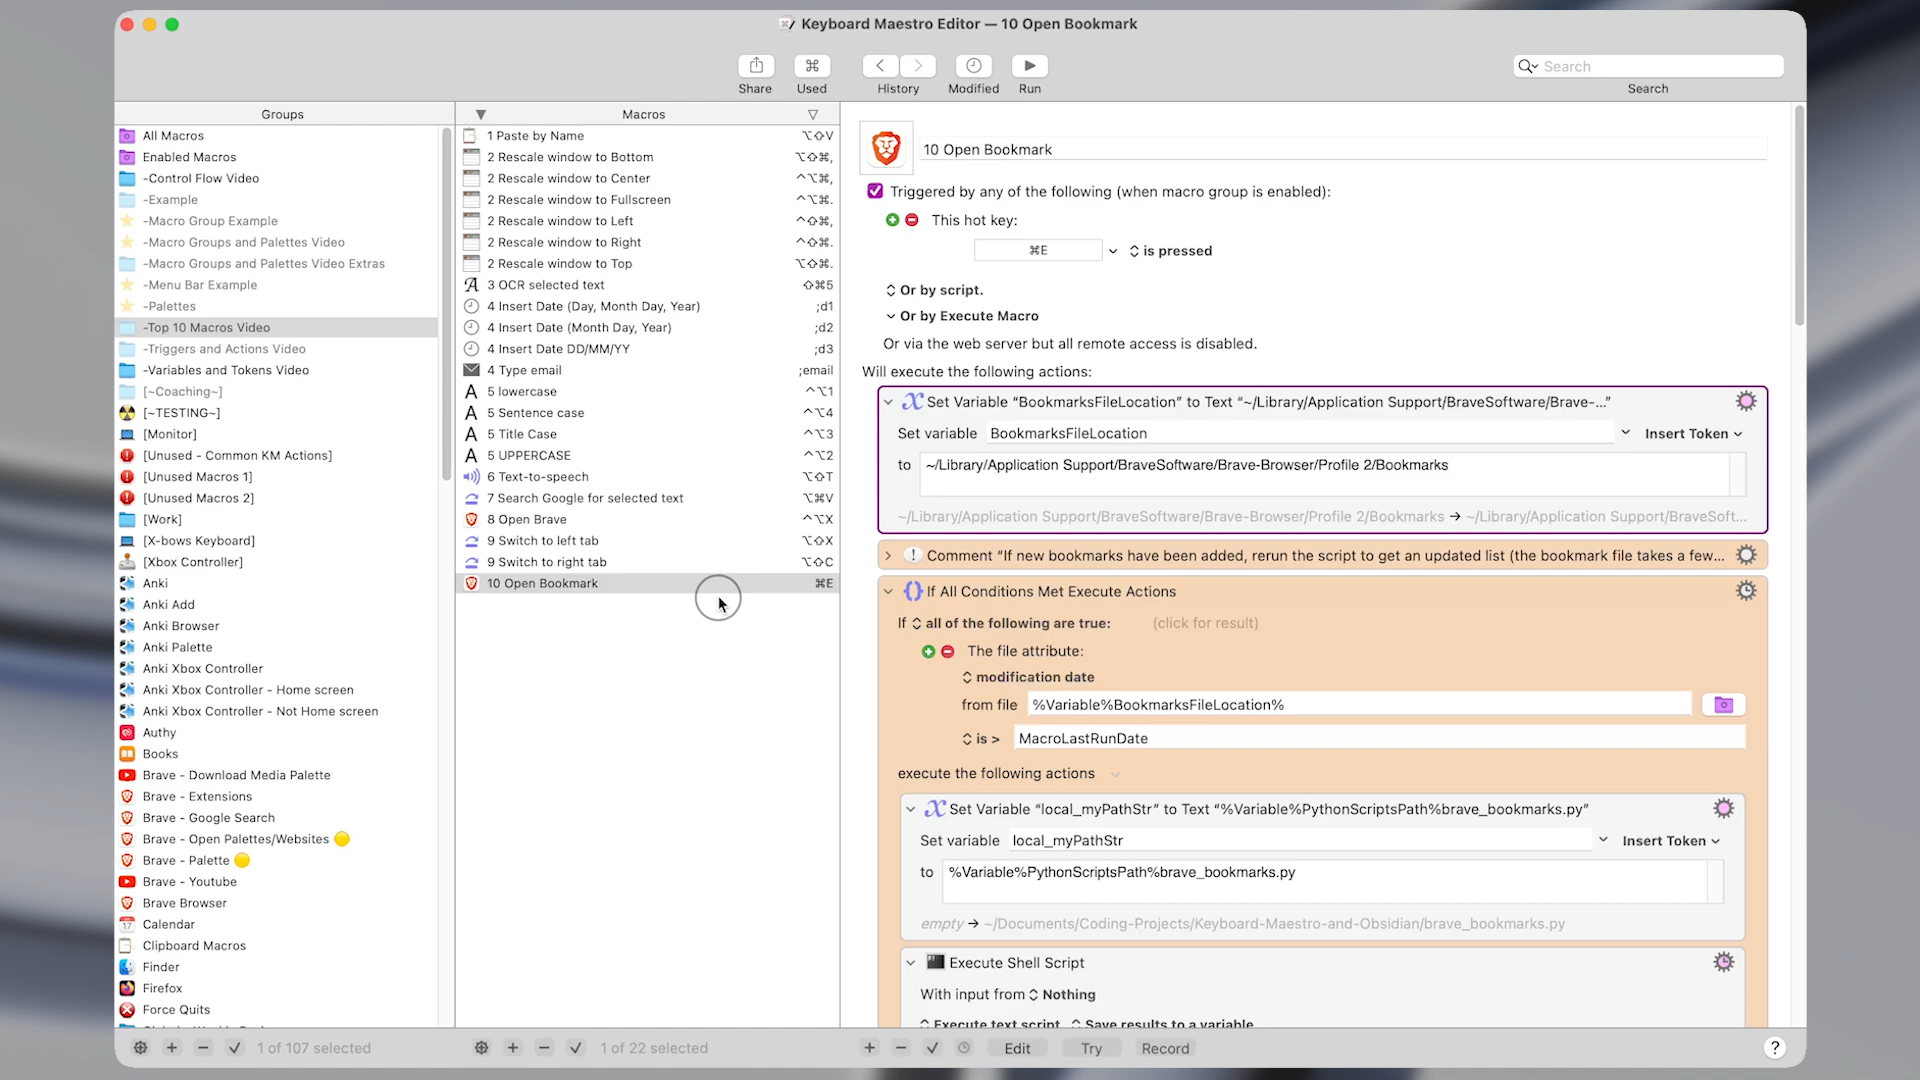 Keyboard Maestro Editor — 10 Open Bookmark
Share
Used
History
Modified
Run
Search
Search
Groups
All Macros
Enabled Macros
-Control Flow Video
-Example
-Macro Group Example
-Macro Groups and Palettes Video
-Macro Groups and Palettes Video Extras
-Menu Bar Example
-Palettes
-Top 10 Macros Video
-Triggers and Actions Video
-Variables and Tokens Video
[~Coaching~]
[~TESTING~]
[Monitor]
[Unused - Common KM Actions]
[Unused Macros 1]
[Unused Macros 2]
[Work]
[X-bows Keyboard]
[Xbox Controller]
Anki
Anki Add
Anki Browser
Anki Palette
Anki Xbox Controller
Anki Xbox Controller - Home screen
Anki Xbox Controller - Not Home screen
Authy
Books
Brave - Download Media Palette
Brave - Extensions
Brave - Google Search
Brave - Open Palettes/Websites
Brave - Palette
Brave - Youtube
Brave Browser
Calendar
Clipboard Macros
Finder
Firefox
Force Quits
1 of 107 selected
Macros
1 Paste by Name ⌥⇧V
2 Rescale window to Bottom ⌥⇧⌘,
2 Rescale window to Center ^⌥⌘,
2 Rescale window to Fullscreen ^⌥⌘.
2 Rescale window to Left ^⇧⌘,
2 Rescale window to Right ^⇧⌘.
2 Rescale window to Top ⌥⇧⌘.
3 OCR selected text ⇧⌘5
4 Insert Date (Day, Month Day, Year) ;d1
4 Insert Date (Month Day, Year) ;d2
4 Insert Date DD/MM/YY ;d3
4 Type email ;email
5 lowercase ^⌥1
5 Sentence case ^⌥4
5 Title Case ^⌥3
5 UPPERCASE ^⌥2
6 Text-to-speech ⌥⇧T
7 Search Google for selected text ⌥⌘V
8 Open Brave ^⌥X
9 Switch to left tab ⌥⇧X
9 Switch to right tab ⌥⇧C
10 Open Bookmark ⌘E
1 of 22 selected
10 Open Bookmark
Triggered by any of the following (when macro group is enabled):
This hot key:
⌘E is pressed
Or by script.
Or by Execute Macro
Or via the web server but all remote access is disabled.
Will execute the following actions:
Set Variable “BookmarksFileLocation” to Text “~/Library/Application Support/BraveSoftware/Brave-...”
Set variable BookmarksFileLocation Insert Token
to ~/Library/Application Support/BraveSoftware/Brave-Browser/Profile 2/Bookmarks
~/Library/Application Support/BraveSoftware/Brave-Browser/Profile 2/Bookmarks → ~/Library/Application Support/BraveSoft...
Comment “If new bookmarks have been added, rerun the script to get an updated list (the bookmark file takes a few...
If All Conditions Met Execute Actions
If all of the following are true: (click for result)
The file attribute:
modification date
from file %Variable%BookmarksFileLocation%
is > MacroLastRunDate
execute the following actions
Set Variable “local_myPathStr” to Text “%Variable%PythonScriptsPath%brave_bookmarks.py”
Set variable local_myPathStr Insert Token
to %Variable%PythonScriptsPath%brave_bookmarks.py
empty → ~/Documents/Coding-Projects/Keyboard-Maestro-and-Obsidian/brave_bookmarks.py
Execute Shell Script
With input from Nothing
Execute text script Save results to a variable
Edit
Try
Record
?